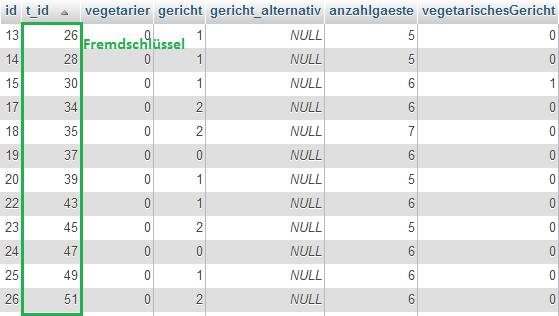 id t_id vegetarier gericht gericht_alternativ anzahlgaeste vegetarischesGericht
13 26 0 1 NULL 5 0
Fremdschlüssel
14 28 0 1 NULL 5 0
15 30 0 1 NULL 6 1
17 34 0 2 NULL 6 0
18 35 0 2 NULL 7 0
19 37 0 0 NULL 6 0
20 39 0 1 NULL 5 0
22 43 0 1 NULL 6 0
23 45 0 2 NULL 5 0
24 47 0 0 NULL 6 0
25 49 0 1 NULL 6 0
26 51 0 2 NULL 6 0